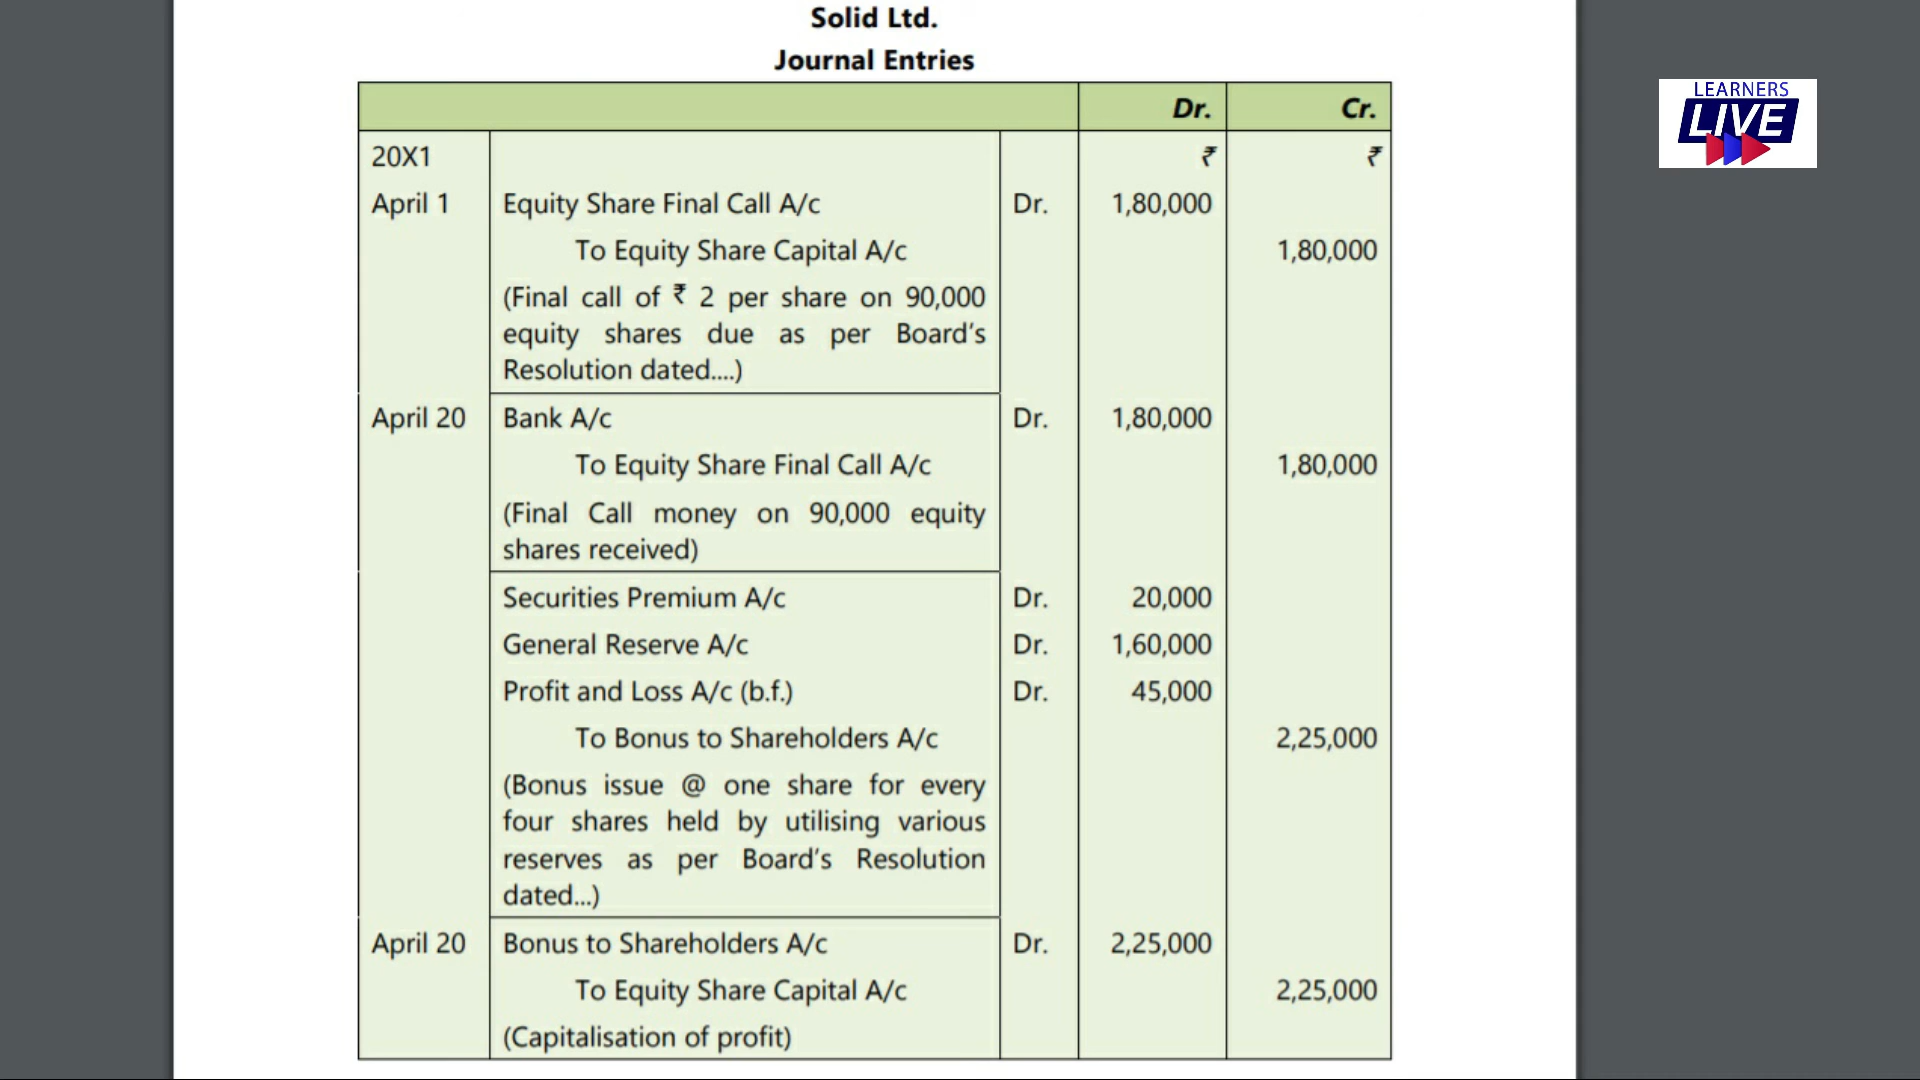 Solid Ltd.
Journal Entries
LEARNERS
LIVE
Dr. Cr.
20X1 ₹ ₹
April 1 Equity Share Final Call A/c Dr. 1,80,000
To Equity Share Capital A/c 1,80,000
(Final call of ₹ 2 per share on 90,000
equity shares due as per Board's
Resolution dated....)
April 20 Bank A/c Dr. 1,80,000
To Equity Share Final Call A/c 1,80,000
(Final Call money on 90,000 equity
shares received)
Securities Premium A/c Dr. 20,000
General Reserve A/c Dr. 1,60,000
Profit and Loss A/c (b.f.) Dr. 45,000
To Bonus to Shareholders A/c 2,25,000
(Bonus issue @ one share for every
four shares held by utilising various
reserves as per Board's Resolution
dated...)
April 20 Bonus to Shareholders A/c Dr. 2,25,000
To Equity Share Capital A/c 2,25,000
(Capitalisation of profit)